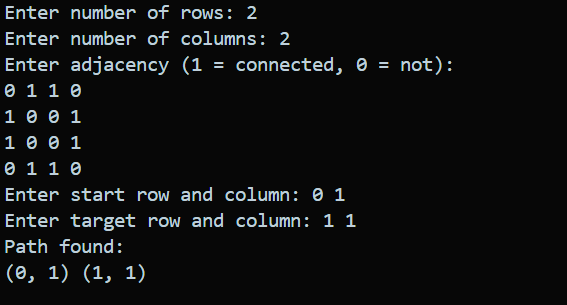 Enter number of rows: 2
Enter number of columns: 2
Enter adjacency (1 = connected, 0 = not):
0 1 1 0
1 0 0 1
1 0 0 1
0 1 1 0
Enter start row and column: 0 1
Enter target row and column: 1 1
Path found:
(0, 1) (1, 1)